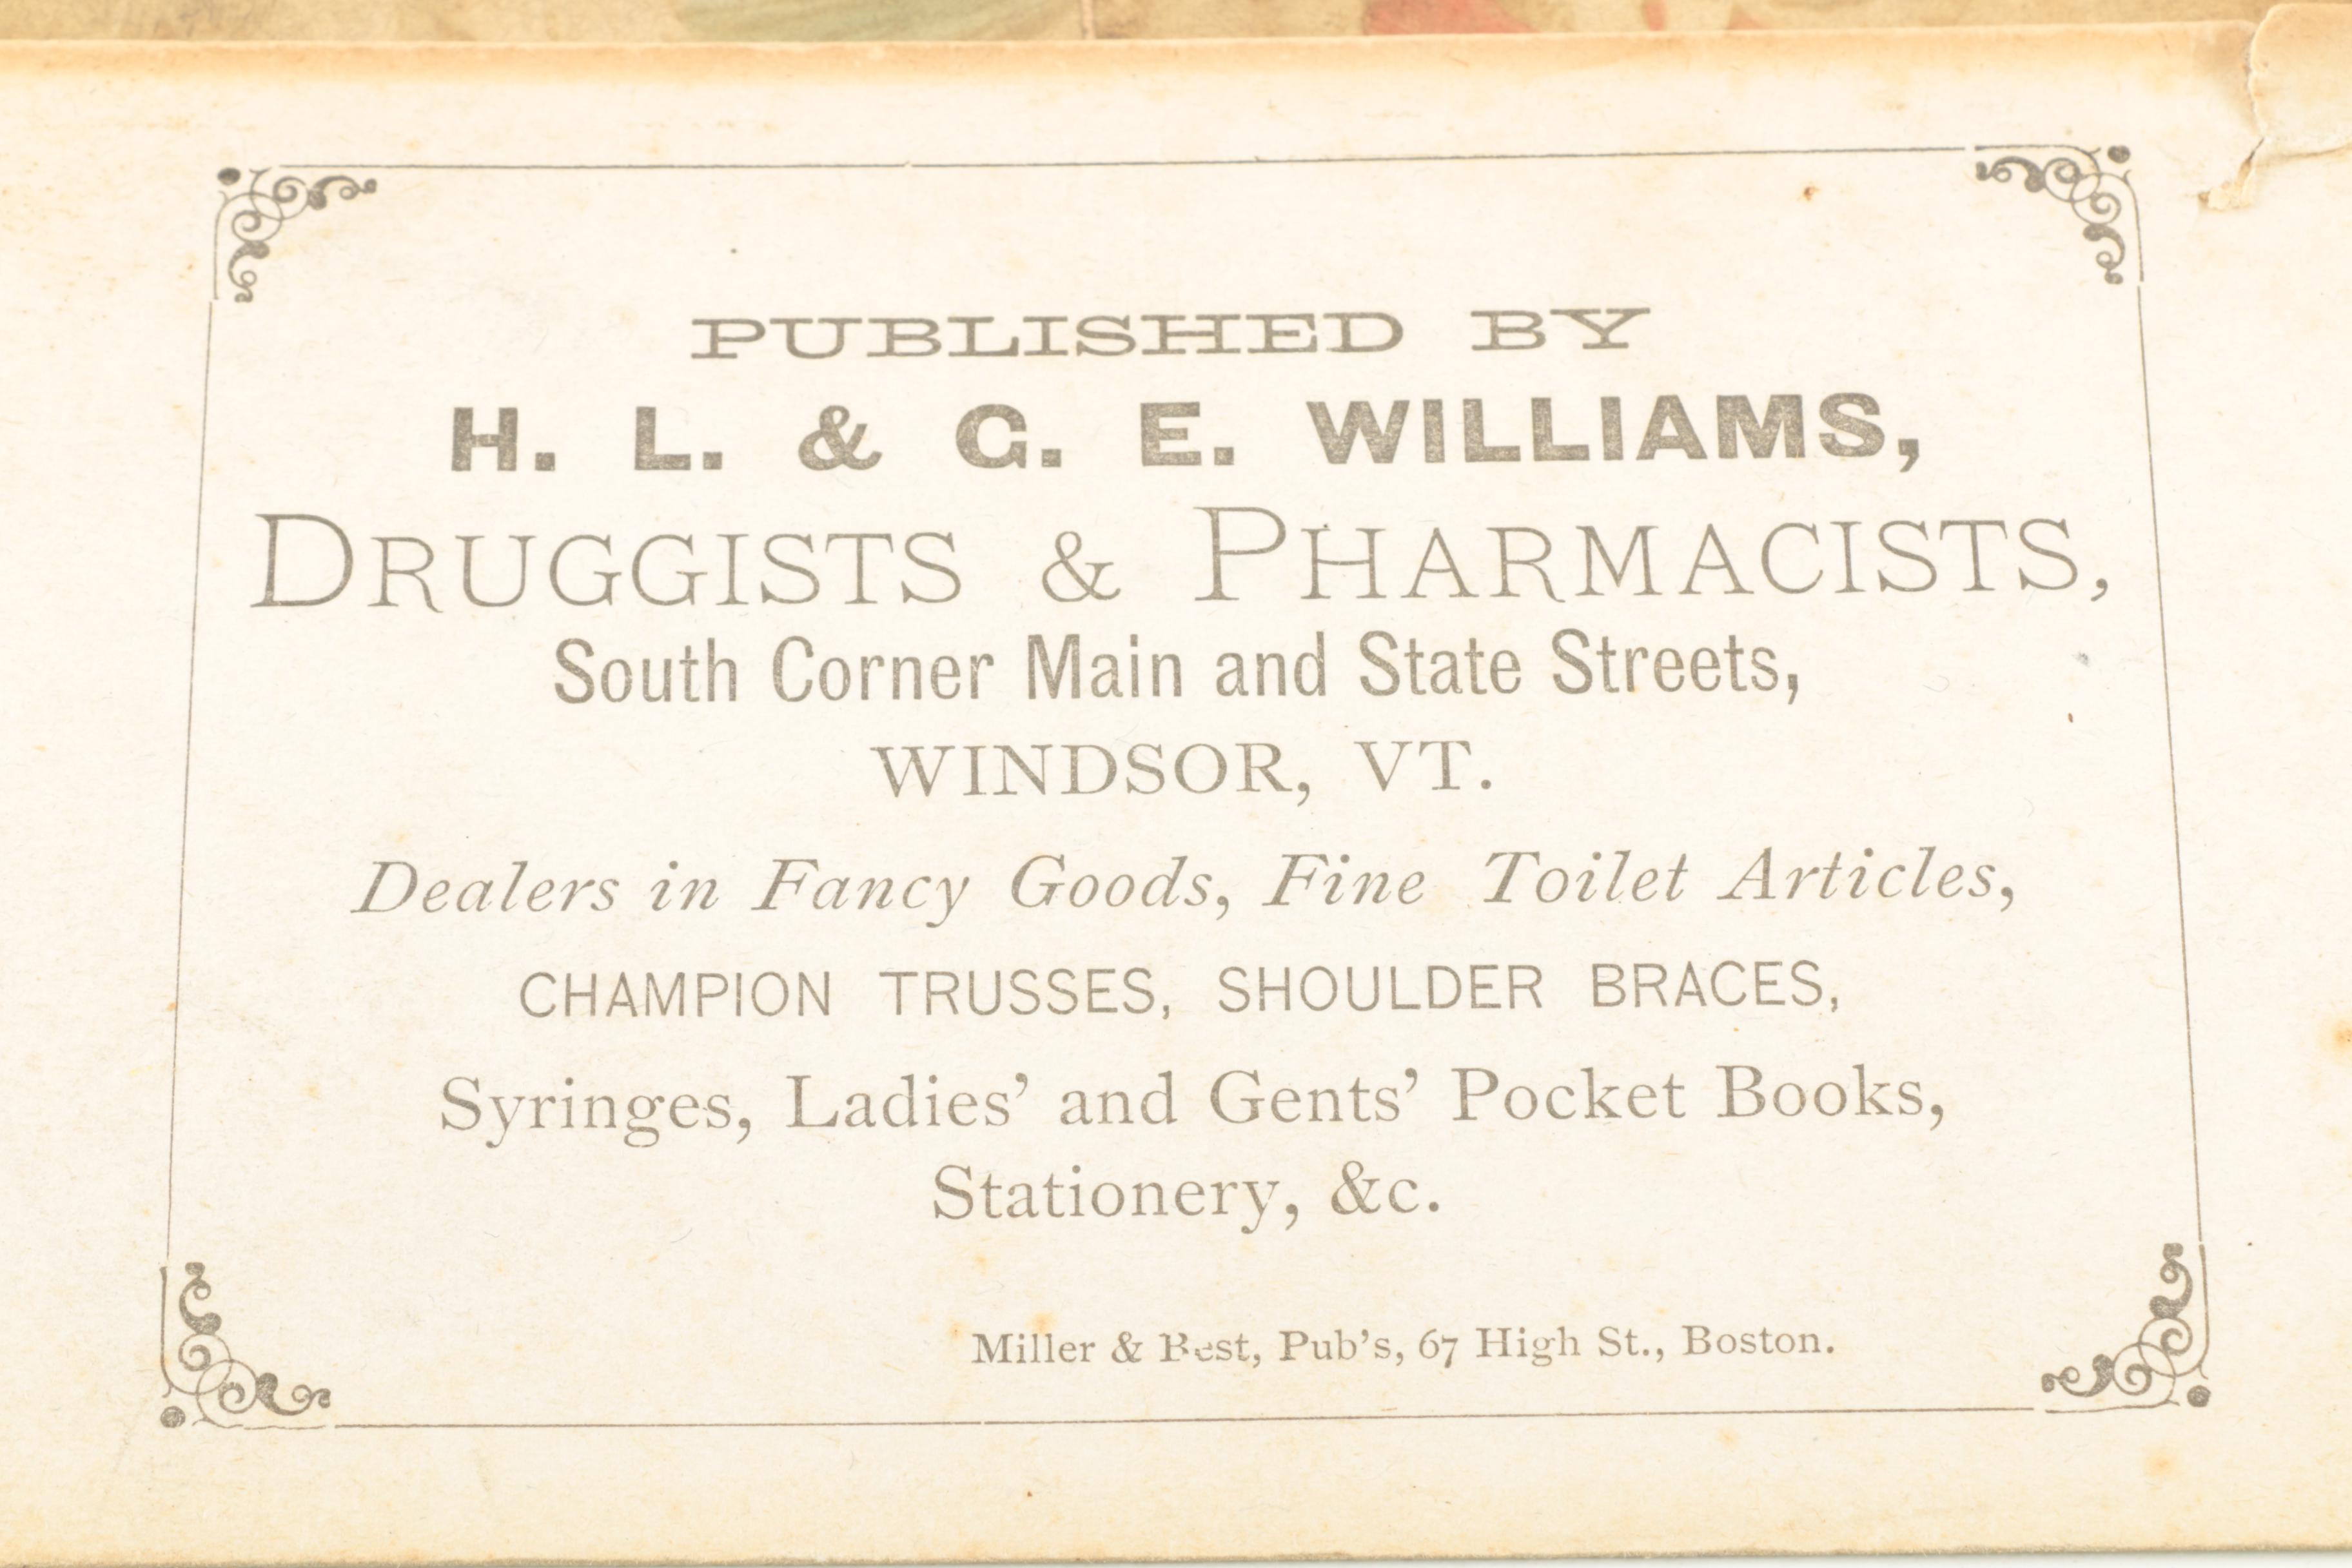 PUBLISHED BY
H. L. & G. E. WILLIAMS,
DRUGGISTS & PHARMACISTS,
South Corner Main and State Streets,
WINDSOR, VT.
Dealers in Fancy Goods, Fine Toilet Articles,
CHAMPION TRUSSES, SHOULDER BRACES,
Syringes, Ladies’ and Gents’ Pocket Books,
Stationery, &c.
Miller & Best, Pub’s, 67 High St., Boston.